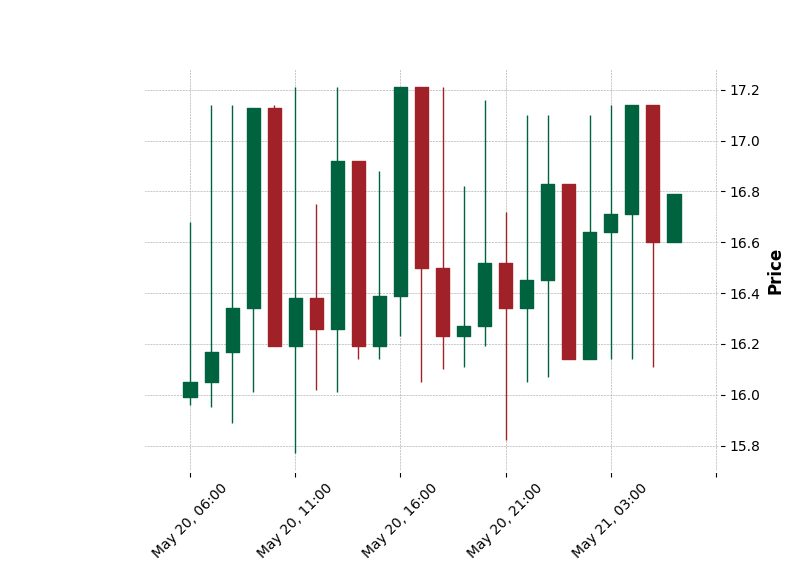 17.2
17.0
16.8
16.6
16.4
16.2
16.0
15.8
Price
May 20, 06:00
May 20, 11:00
May 20, 16:00
May 20, 21:00
May 21, 03:00